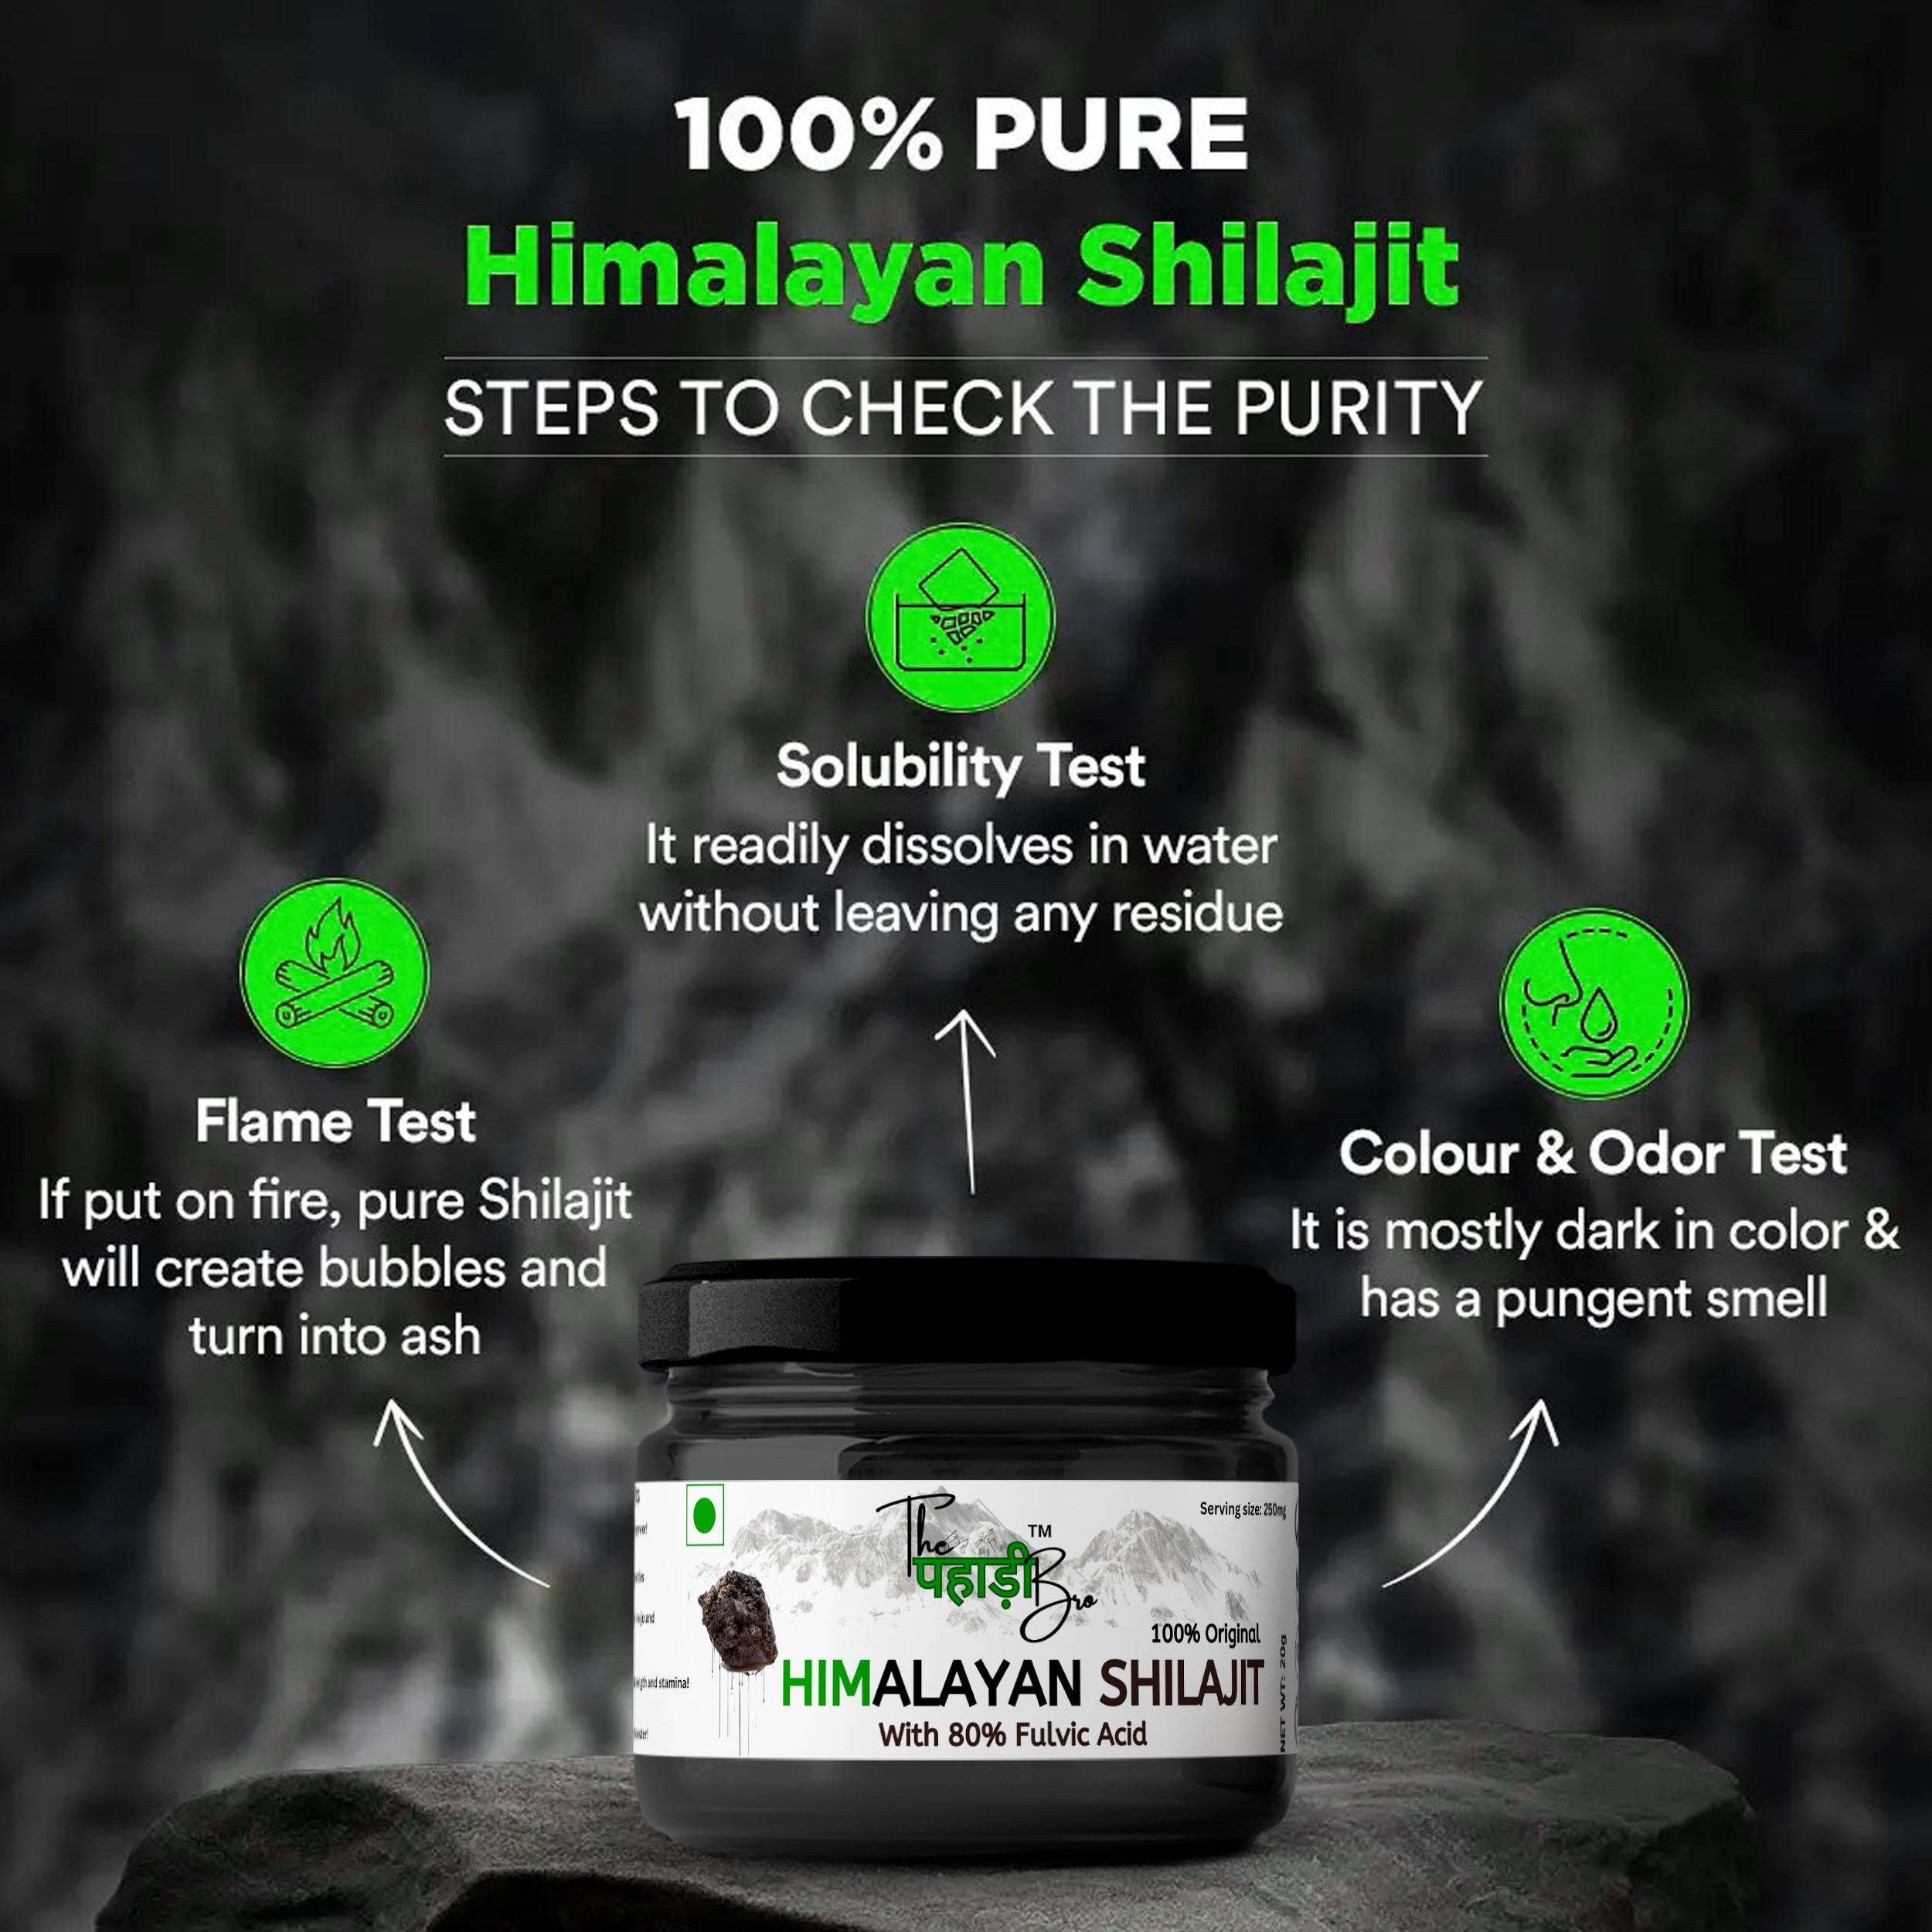 100% PURE
Himalayan Shilajit
STEPS TO CHECK THE PURITY
Solubility Test
It readily dissolves in water
without leaving any residue
Flame Test
If put on fire, pure Shilajit
will create bubbles and
turn into ash
Colour & Odor Test
It is mostly dark in color &
has a pungent smell
Serving size: 250mg
The
TM
पहाड़ी
Bro
100% Original
HIMALAYAN SHILAJIT
With 80% Fulvic Acid
NET WT: 20g
and
and stamina!